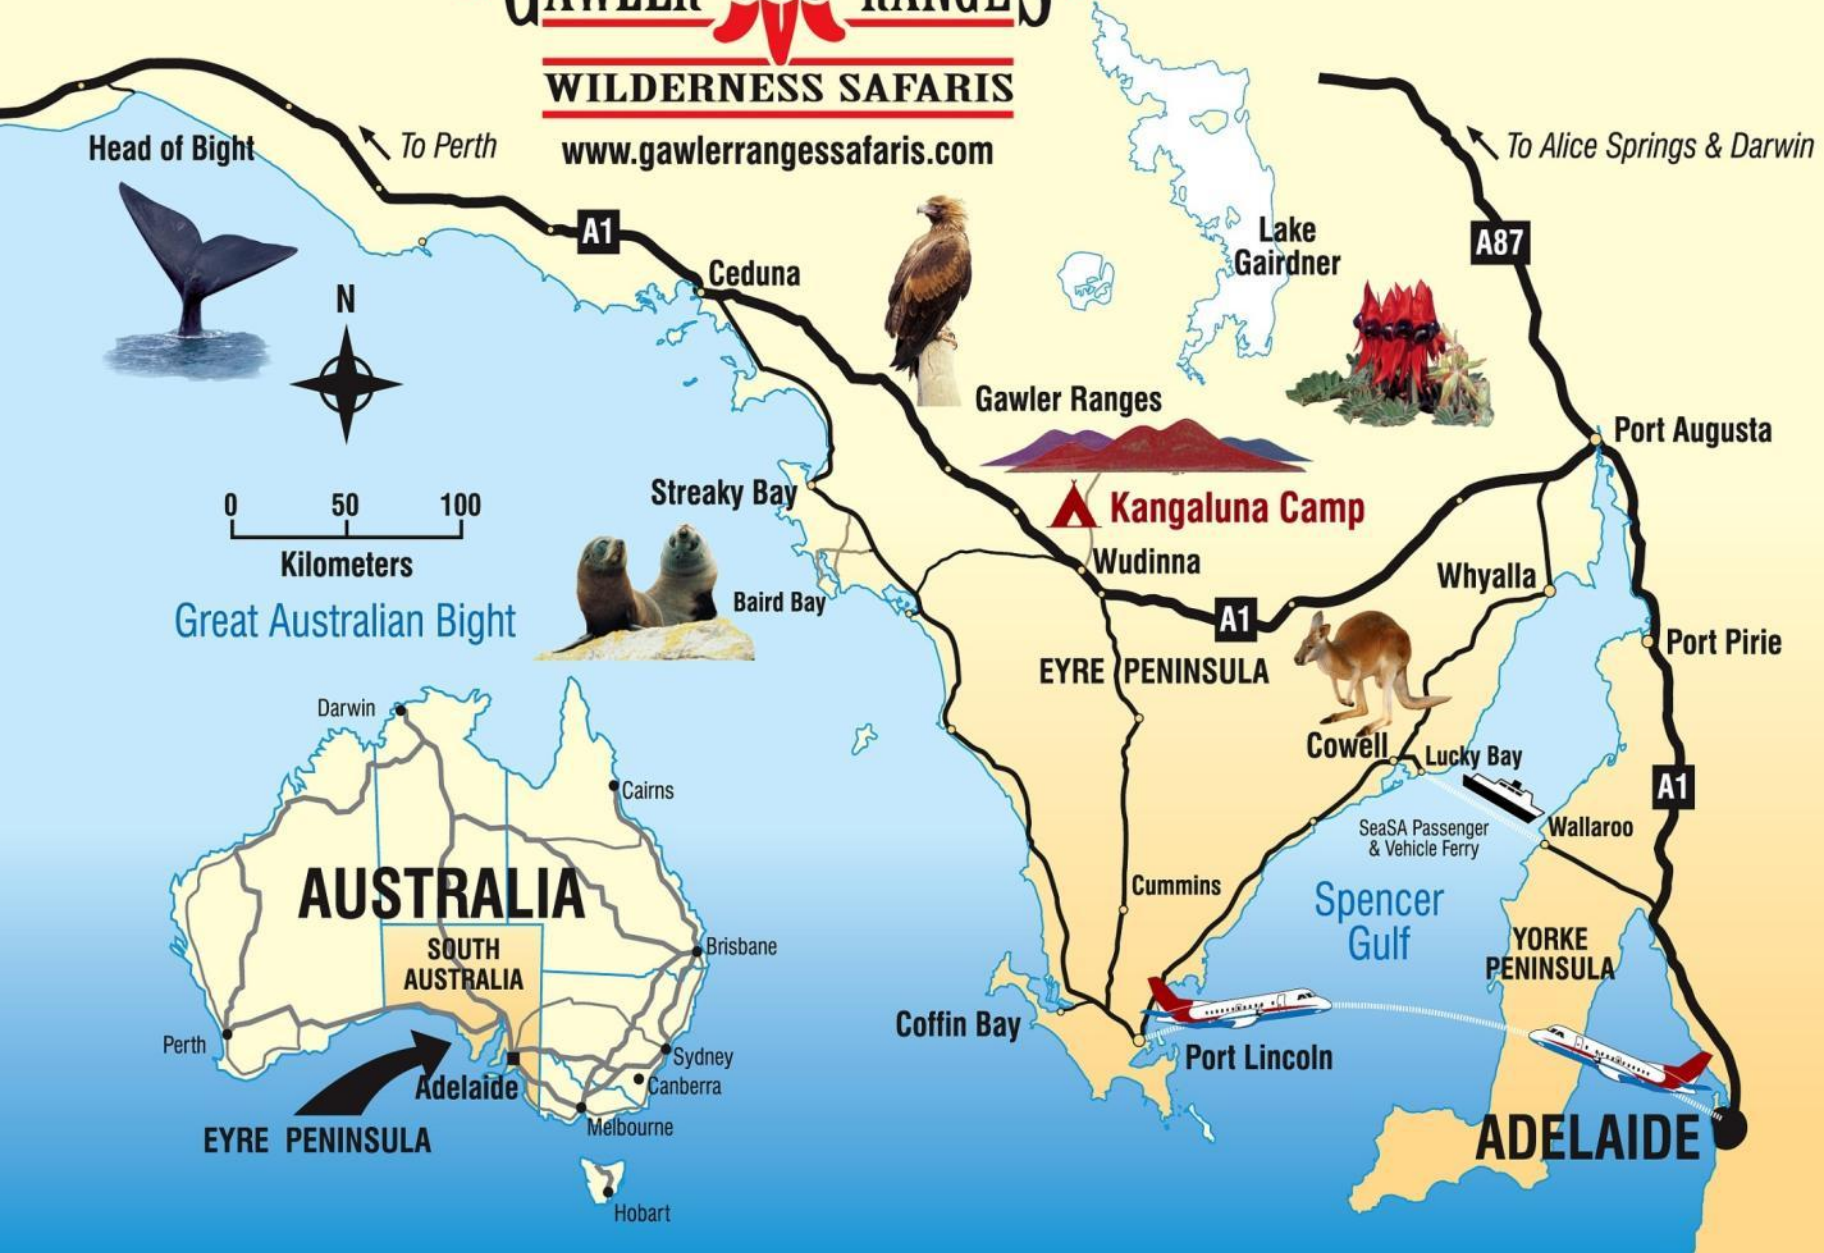 GAWLER RANGES
WILDERNESS SAFARIS
www.gawlerrangessafaris.com
Head of Bight
To Perth
To Alice Springs & Darwin
A1
Ceduna
Lake
Gairdner
A87
N
Gawler Ranges
Port Augusta
Streaky Bay
Kangaluna Camp
0 50 100
Kilometers
Wudinna
Whyalla
Great Australian Bight
Baird Bay
A1
Port Pirie
EYRE PENINSULA
Cowell
Lucky Bay
A1
SeaSA Passenger
& Vehicle Ferry
Wallaroo
Cummins
Spencer
Gulf
YORKE
PENINSULA
Coffin Bay
Port Lincoln
ADELAIDE
Darwin
Cairns
AUSTRALIA
SOUTH
AUSTRALIA
Brisbane
Perth
Sydney
Adelaide
Canberra
Melbourne
EYRE PENINSULA
Hobart